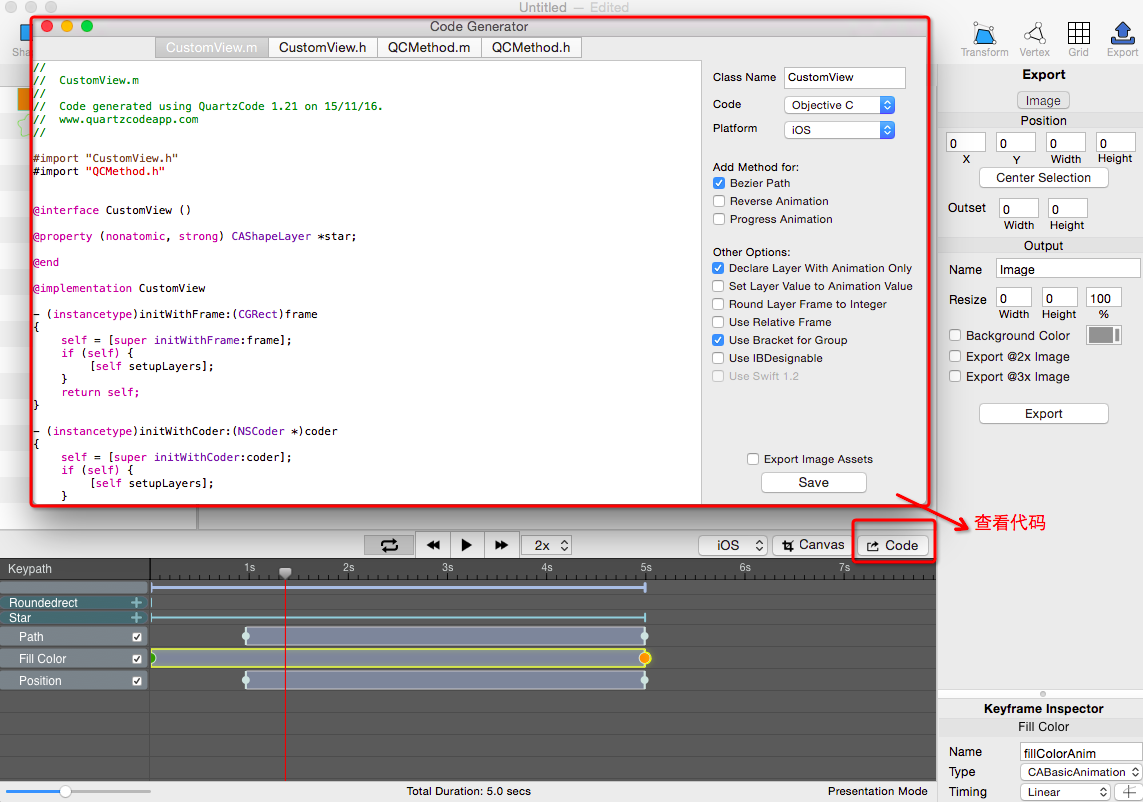 Untitled — Edited
Code Generator
CustomView.m CustomView.h QCMethod.m QCMethod.h
//
// CustomView.m
//
// Code generated using QuartzCode 1.21 on 15/11/16.
// www.quartzcodeapp.com
//
#import "CustomView.h"
#import "QCMethod.h"
@interface CustomView ()
@property (nonatomic, strong) CAShapeLayer *star;
@end
@implementation CustomView
- (instancetype)initWithFrame:(CGRect)frame
{
self = [super initWithFrame:frame];
if (self) {
[self setupLayers];
}
return self;
}
- (instancetype)initWithCoder:(NSCoder *)coder
{
self = [super initWithCoder:coder];
if (self) {
[self setupLayers];
}
Class Name CustomView
Code Objective C
Platform iOS
Add Method for:
Bezier Path
Reverse Animation
Progress Animation
Other Options:
Declare Layer With Animation Only
Set Layer Value to Animation Value
Round Layer Frame to Integer
Use Relative Frame
Use Bracket for Group
Use IBDesignable
Use Swift 1.2
Export Image Assets
Save
Transform Vertex Grid Export
Export
Image
Position
0 0 0 0
X Y Width Height
Center Selection
Outset 0 0
Width Height
Output
Name Image
Resize 0 0 100
Width Height %
Background Color
Export @2x Image
Export @3x Image
Export
查看代码
2x iOS Canvas Code
Keypath 1s 2s 3s 4s 5s 6s 7s
Roundedrect +
Star +
Path
Fill Color
Position
Total Duration: 5.0 secs Presentation Mode
Keyframe Inspector
Fill Color
Name fillColorAnim
Type CABasicAnimation
Timing Linear